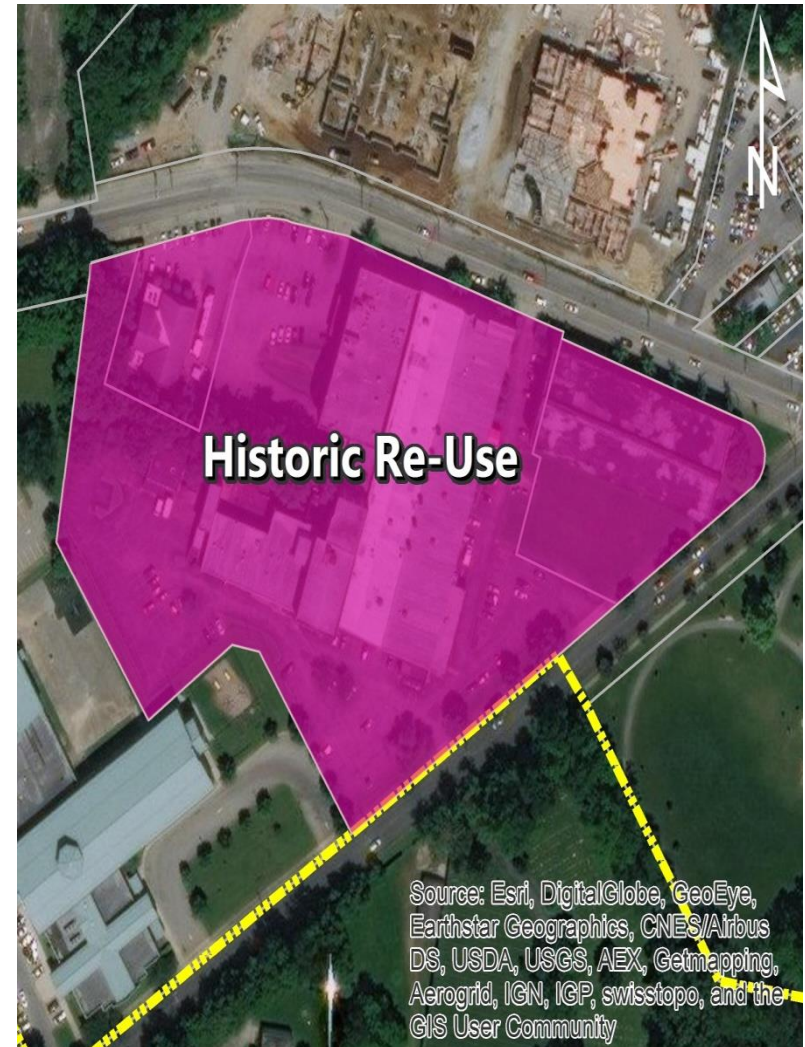 N
Historic Re-Use
Source: Esri, DigitalGlobe, GeoEye,
Earthstar Geographics, CNES/Airbus
DS, USDA, USGS, AEX, Getmapping,
Aerogrid, IGN, IGP, swisstopo, and the
GIS User Community